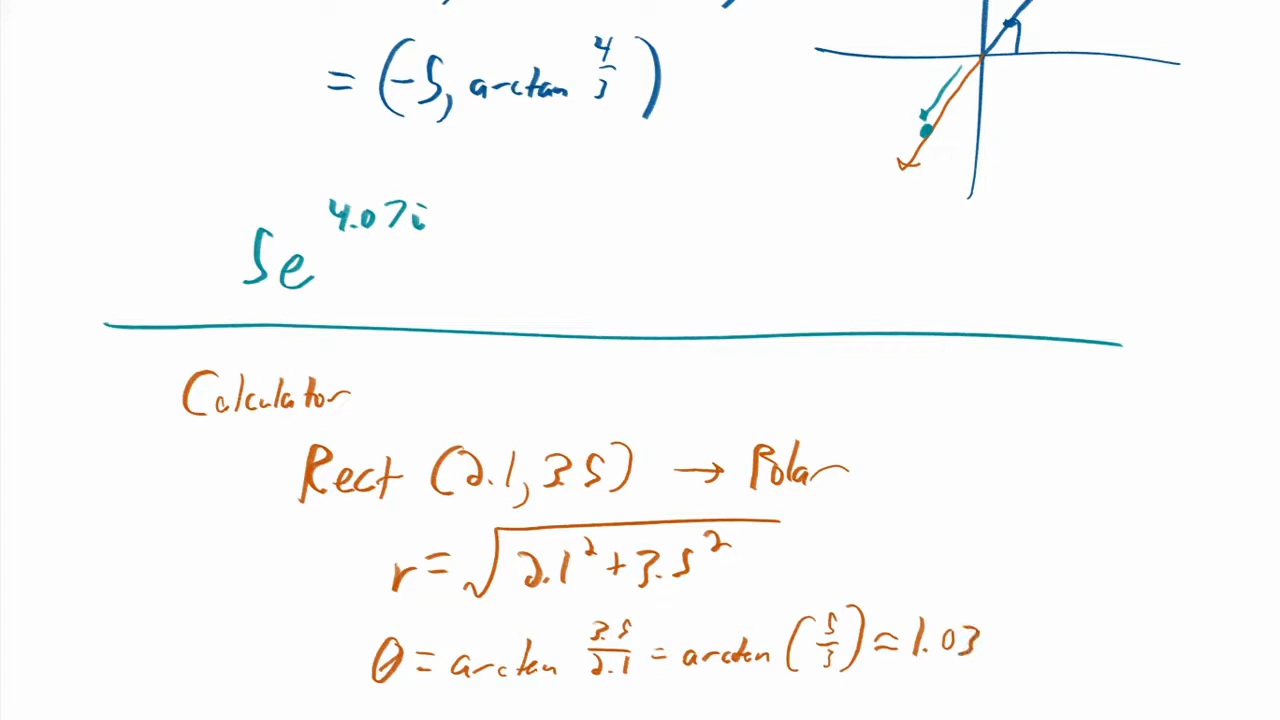 = (-5, arctan 4/3)
5e^4.07i
Calculator
Rect (2.1, 3.5) → Polar
r = √2.1² + 3.5²
θ = arctan 3.5/2.1 = arctan (5/3) ≈ 1.03